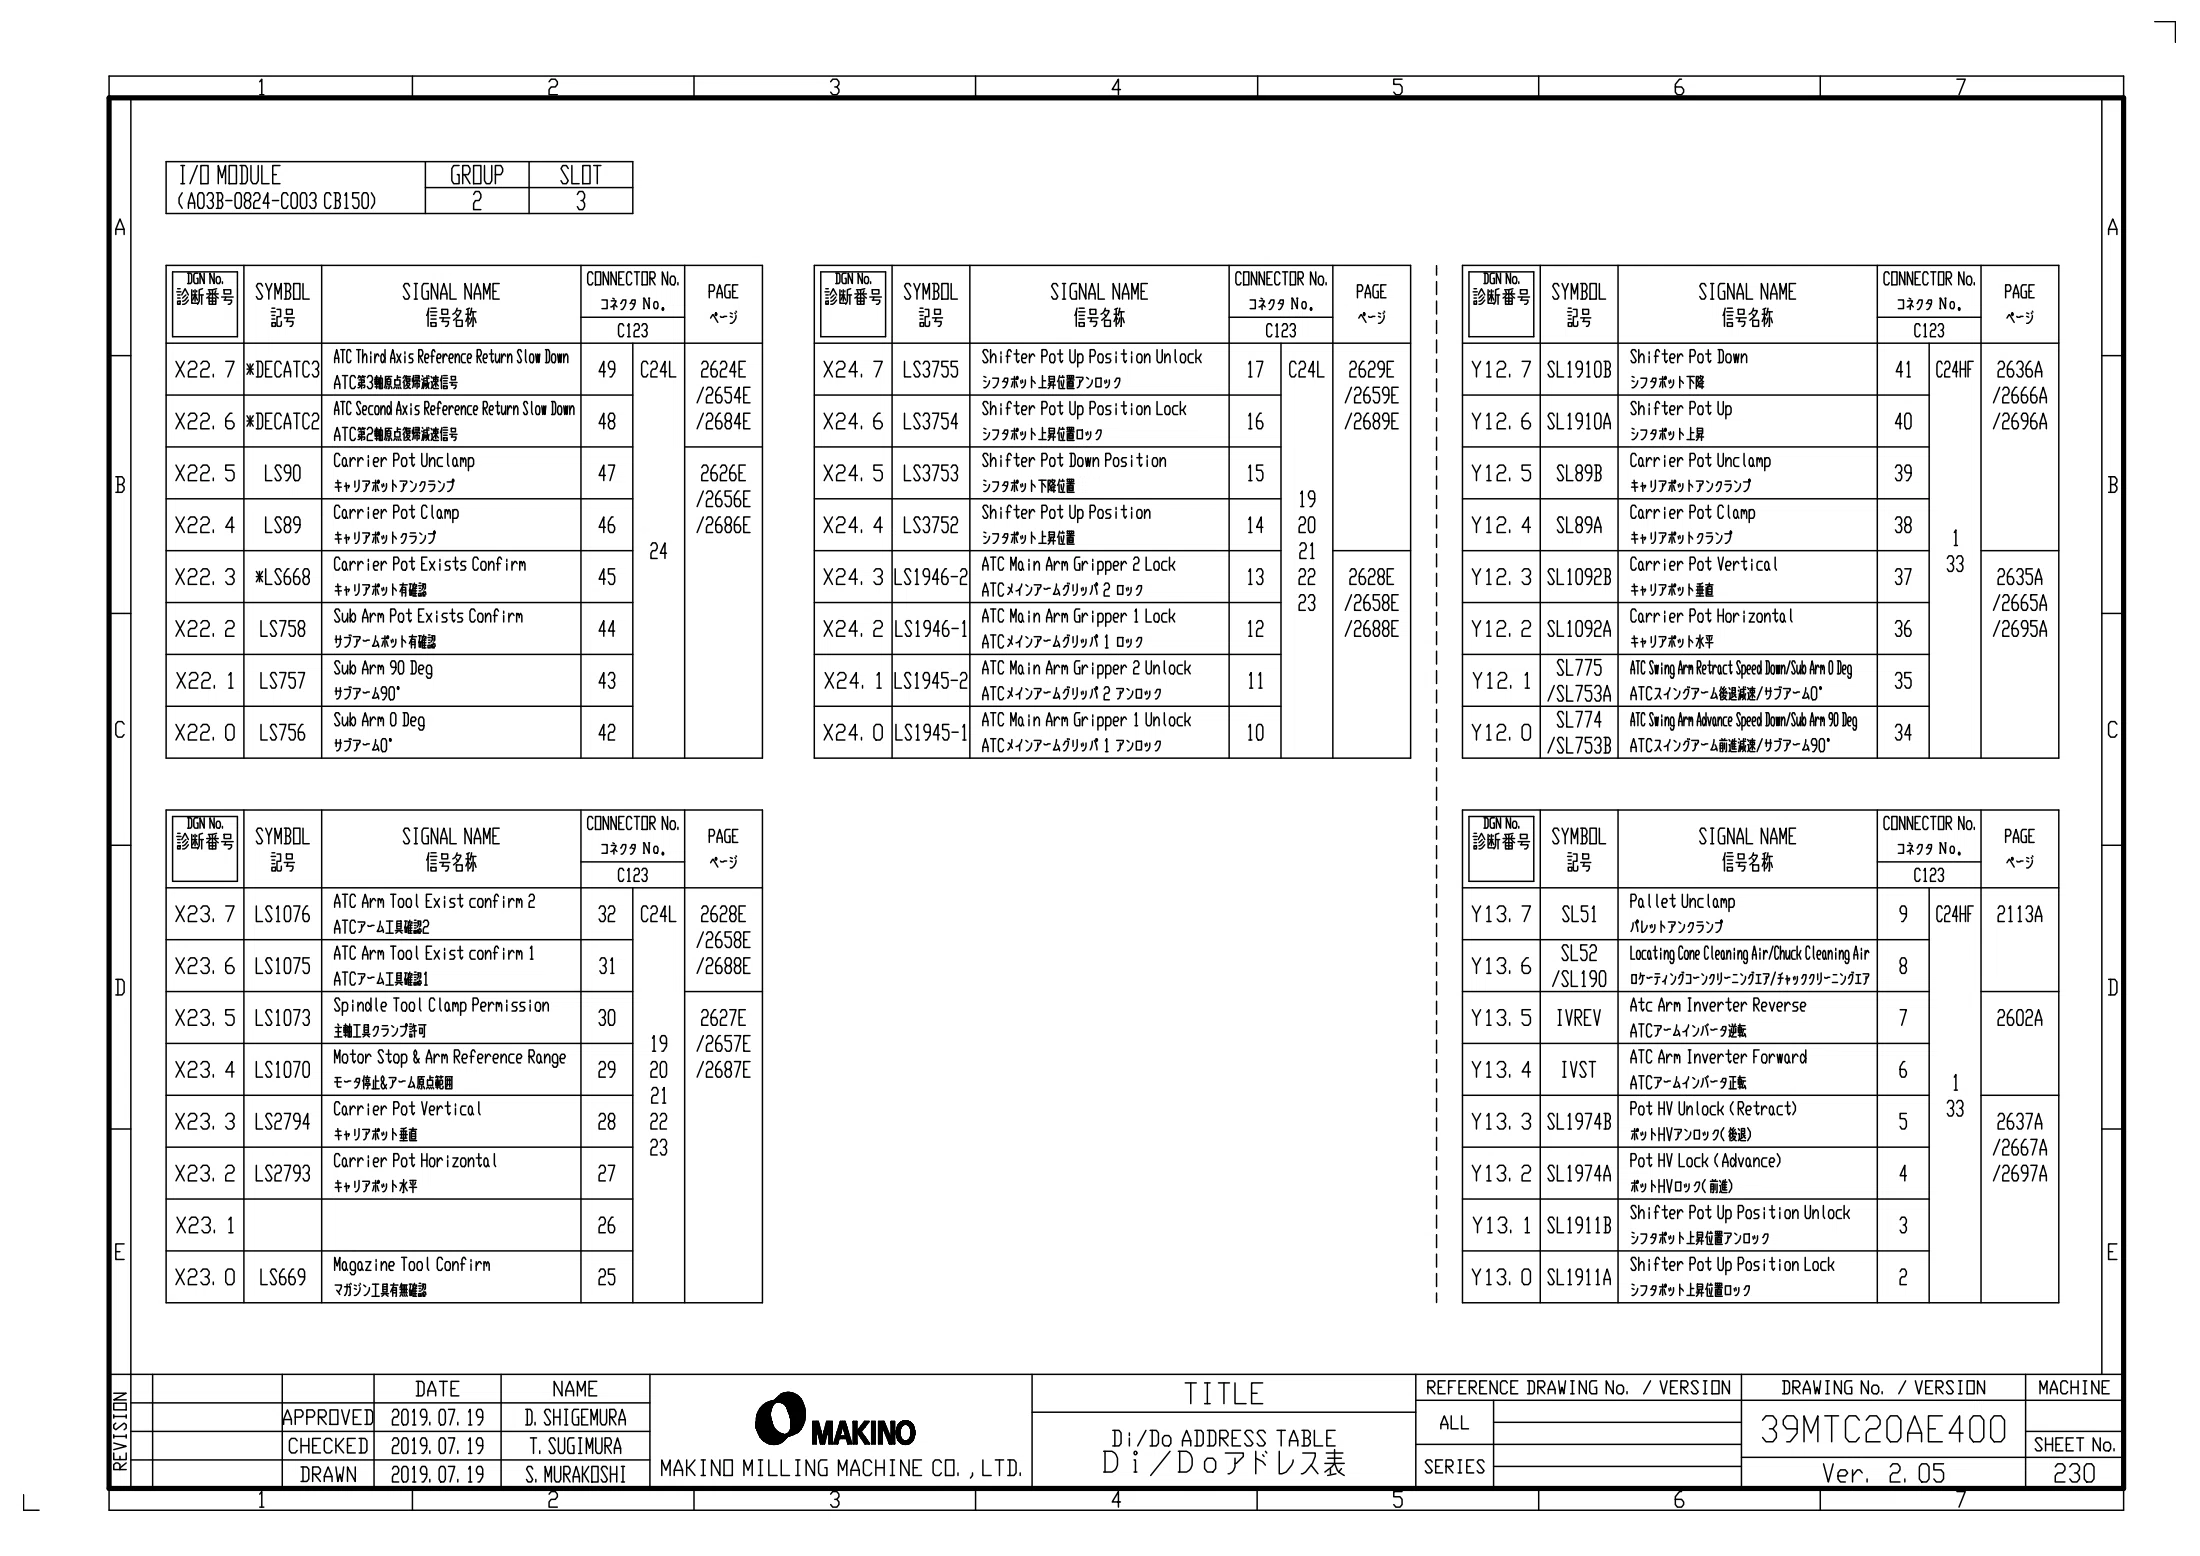 1 2 3 4 5 6 7
I/O MODULE GROUP SLOT
(A03B-0824-C003 CB150) 2 3
A A
B B
C C
D D
E E
DGN No. 診断番号 SYMBOL 記号 SIGNAL NAME 信号名称 CONNECTOR No. コネクタ No. C123 PAGE ページ
X22. 7 *DECATC3 ATC Third Axis Reference Return Slow Down 49 C24L 2624E
ATC第3軸原点復帰減速信号 /2654E
X22. 6 *DECATC2 ATC Second Axis Reference Return Slow Down 48 /2684E
ATC第2軸原点復帰減速信号
X22. 5 LS90 Carrier Pot Unclamp 47 2626E
キャリアポットアンクランプ /2656E
X22. 4 LS89 Carrier Pot Clamp 46 /2686E
キャリアポットクランプ 24
X22. 3 *LS668 Carrier Pot Exists Confirm 45
キャリアポット有確認
X22. 2 LS758 Sub Arm Pot Exists Confirm 44
サブアームポット有確認
X22. 1 LS757 Sub Arm 90 Deg 43
サブアーム90°
X22. 0 LS756 Sub Arm 0 Deg 42
サブアーム0°
DGN No. 診断番号 SYMBOL 記号 SIGNAL NAME 信号名称 CONNECTOR No. コネクタ No. C123 PAGE ページ
X24. 7 LS3755 Shifter Pot Up Position Unlock 17 C24L 2629E
シフタポット上昇位置アンロック /2659E
X24. 6 LS3754 Shifter Pot Up Position Lock 16 /2689E
シフタポット上昇位置ロック
X24. 5 LS3753 Shifter Pot Down Position 15
シフタポット下降位置 19
X24. 4 LS3752 Shifter Pot Up Position 14 20
シフタポット上昇位置 21
X24. 3 LS1946-2 ATC Main Arm Gripper 2 Lock 13 22 2628E
ATCメインアームグリッパ 2 ロック 23 /2658E
X24. 2 LS1946-1 ATC Main Arm Gripper 1 Lock 12 /2688E
ATCメインアームグリッパ 1 ロック
X24. 1 LS1945-2 ATC Main Arm Gripper 2 Unlock 11
ATCメインアームグリッパ 2 アンロック
X24. 0 LS1945-1 ATC Main Arm Gripper 1 Unlock 10
ATCメインアームグリッパ 1 アンロック
DGN No. 診断番号 SYMBOL 記号 SIGNAL NAME 信号名称 CONNECTOR No. コネクタ No. C123 PAGE ページ
Y12. 7 SL1910B Shifter Pot Down 41 C24HF 2636A
シフタポット下降 /2666A
Y12. 6 SL1910A Shifter Pot Up 40 /2696A
シフタポット上昇
Y12. 5 SL89B Carrier Pot Unclamp 39
キャリアポットアンクランプ
Y12. 4 SL89A Carrier Pot Clamp 38
キャリアポットクランプ 1
Y12. 3 SL1092B Carrier Pot Vertical 37 33 2635A
キャリアポット垂直 /2665A
Y12. 2 SL1092A Carrier Pot Horizontal 36 /2695A
キャリアポット水平
Y12. 1 SL775 /SL753A ATC Swing Arm Retract Speed Down/Sub Arm 0 Deg 35
ATCスイングアーム後退減速/サブアーム0°
Y12. 0 SL774 /SL753B ATC Swing Arm Advance Speed Down/Sub Arm 90 Deg 34
ATCスイングアーム前進減速/サブアーム90°
DGN No. 診断番号 SYMBOL 記号 SIGNAL NAME 信号名称 CONNECTOR No. コネクタ No. C123 PAGE ページ
X23. 7 LS1076 ATC Arm Tool Exist confirm 2 32 C24L 2628E
ATCアーム工具確認2 /2658E
X23. 6 LS1075 ATC Arm Tool Exist confirm 1 31 /2688E
ATCアーム工具確認1
X23. 5 LS1073 Spindle Tool Clamp Permission 30 2627E
主軸工具クランプ許可 19 /2657E
X23. 4 LS1070 Motor Stop & Arm Reference Range 29 20 /2687E
モータ停止&アーム原点範囲 21
X23. 3 LS2794 Carrier Pot Vertical 28 22
キャリアポット垂直 23
X23. 2 LS2793 Carrier Pot Horizontal 27
キャリアポット水平
X23. 1 26
X23. 0 LS669 Magazine Tool Confirm 25
マガジン工具有無確認
DGN No. 診断番号 SYMBOL 記号 SIGNAL NAME 信号名称 CONNECTOR No. コネクタ No. C123 PAGE ページ
Y13. 7 SL51 Pallet Unclamp 9 C24HF 2113A
パレットアンクランプ
Y13. 6 SL52 /SL190 Locating Cone Cleaning Air/Chuck Cleaning Air 8
ロケーティングコーンクリーニングエア/チャッククリーニングエア
Y13. 5 IVREV Atc Arm Inverter Reverse 7 2602A
ATCアームインバータ逆転
Y13. 4 IVST ATC Arm Inverter Forward 6
ATCアームインバータ正転 1
Y13. 3 SL1974B Pot HV Unlock (Retract) 5 33 2637A
ポットHVアンロック(後退) /2667A
Y13. 2 SL1974A Pot HV Lock (Advance) 4 /2697A
ポットHVロック(前進)
Y13. 1 SL1911B Shifter Pot Up Position Unlock 3
シフタポット上昇位置アンロック
Y13. 0 SL1911A Shifter Pot Up Position Lock 2
シフタポット上昇位置ロック
REVISION
DATE NAME
APPROVED 2019. 07. 19 D. SHIGEMURA
CHECKED 2019. 07. 19 T. SUGIMURA
DRAWN 2019. 07. 19 S. MURAKOSHI
MAKINO
MAKINO MILLING MACHINE CO. , LTD.
TITLE
Di/Do ADDRESS TABLE
Di/Doアドレス表
REFERENCE DRAWING No. / VERSION
ALL
SERIES
DRAWING No. / VERSION
39MTC20AE400
Ver. 2. 05
MACHINE
SHEET No.
230
1 2 3 4 5 6 7